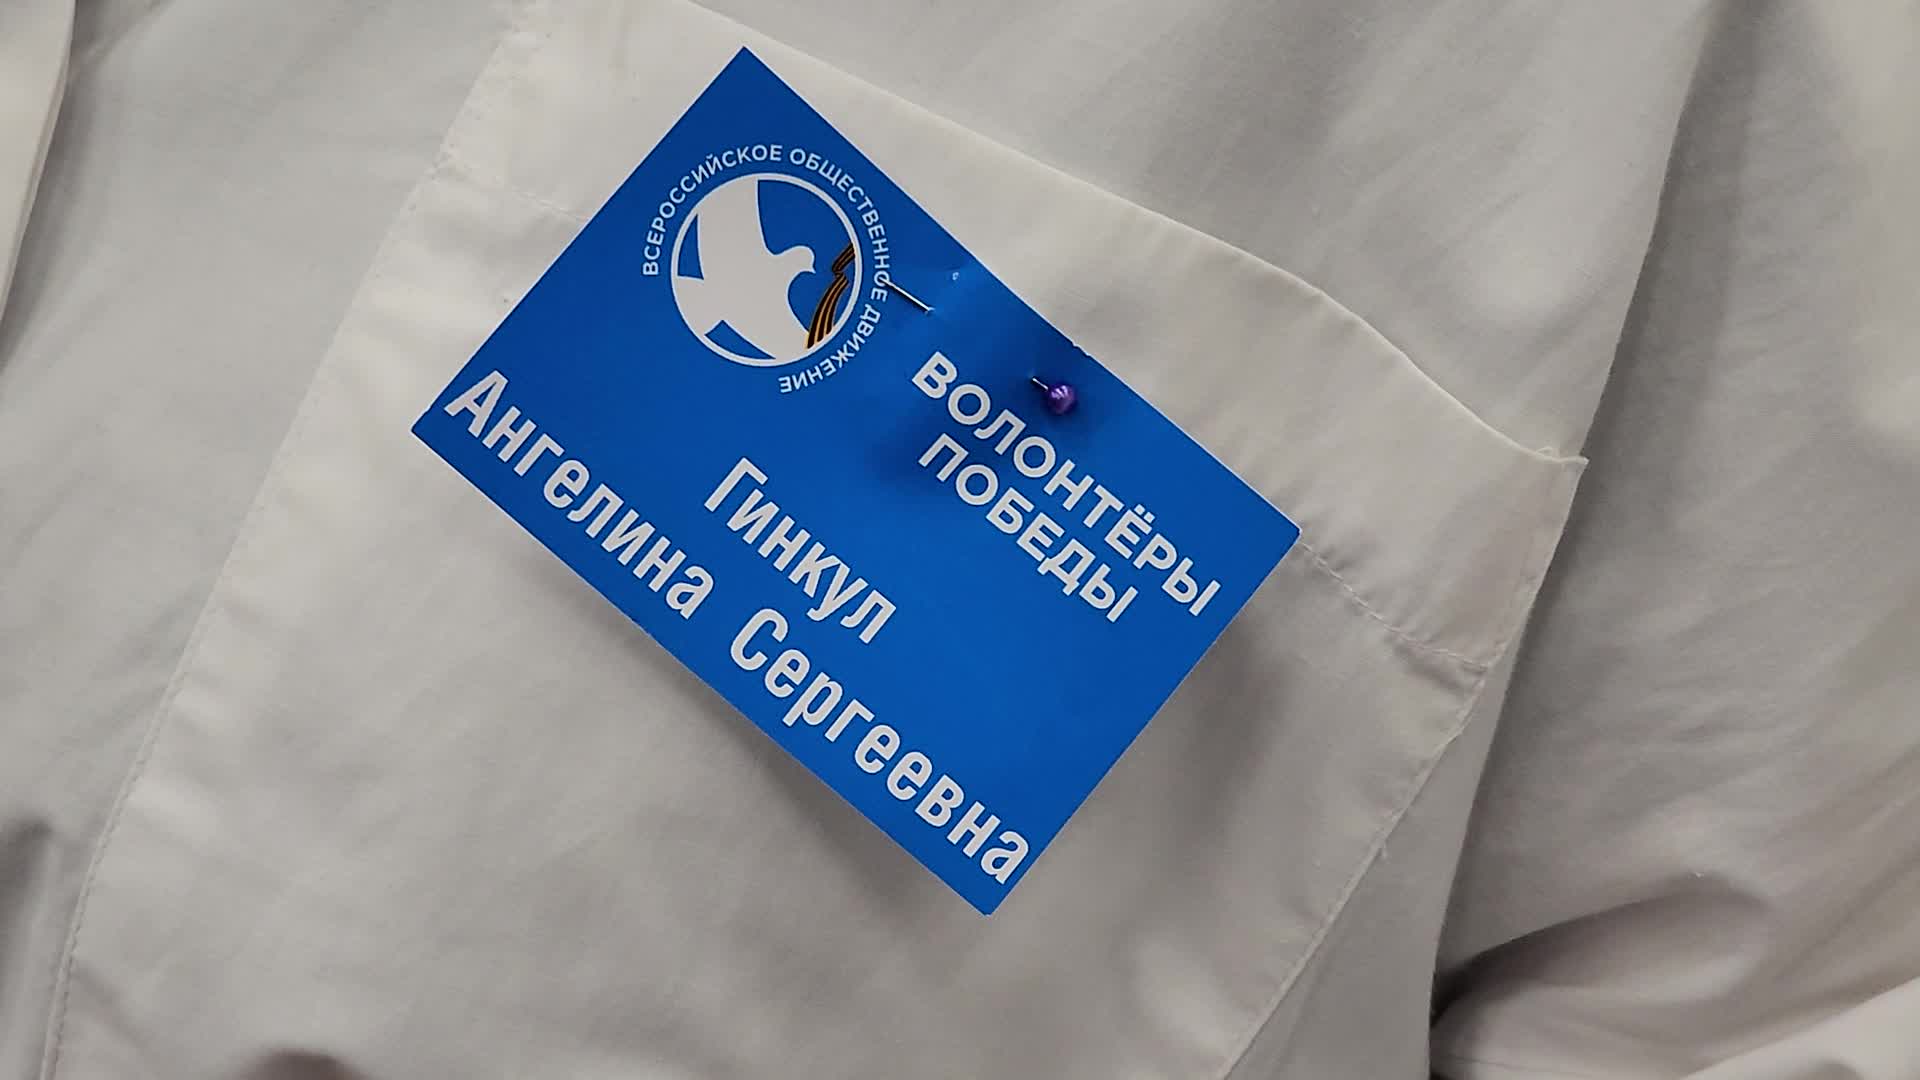 ВСЕРОССИЙСКОЕ ОБЩЕСТВЕННОЕ ДВИЖЕНИЕ
ВОЛОНТЁРЫ
ПОБЕДЫ
Гинкул
Ангелина Сергеевна